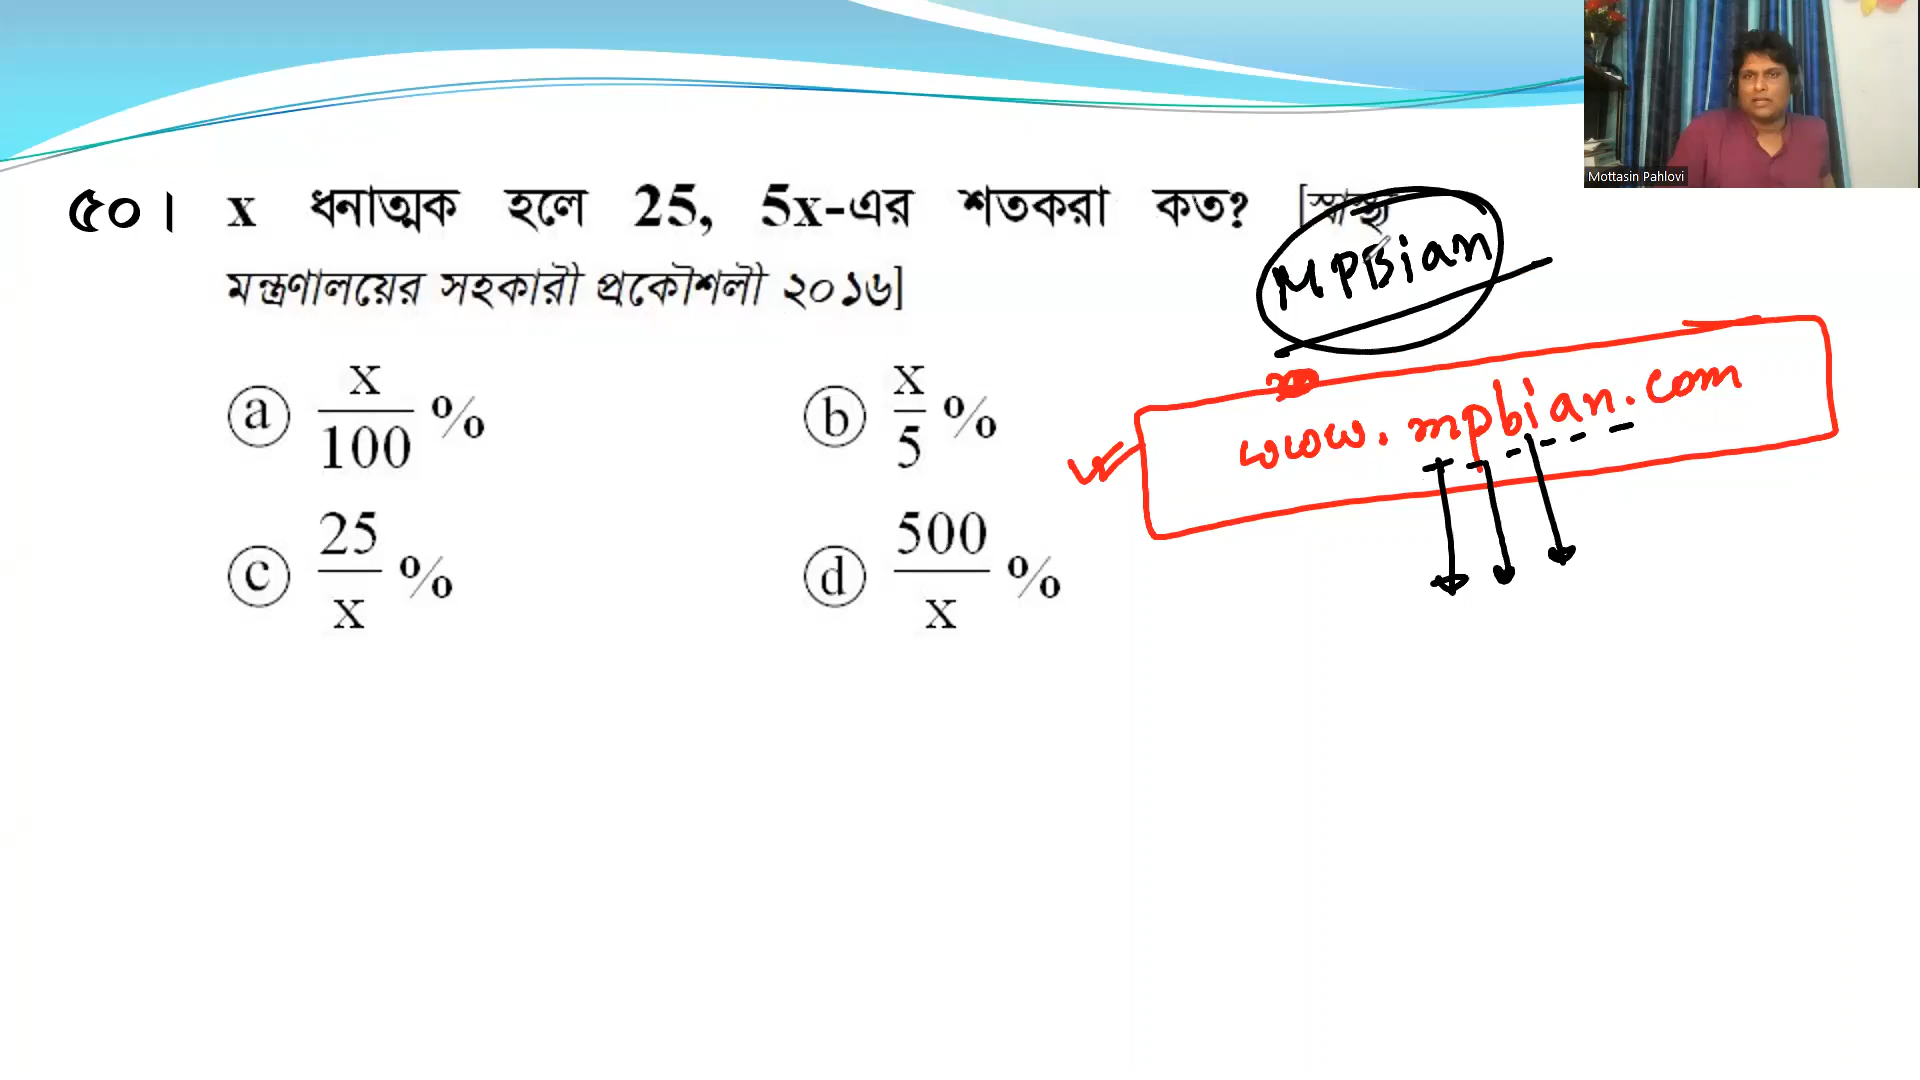 Mottasin Pahlovi
৫০। x ধনাত্মক হলে 25, 5x-এর শতকরা কত? [স্বাস্থ্য
মন্ত্রণালয়ের সহকারী প্রকৌশলী ২০১৬]
MPBian
ⓐ x/100 %
ⓑ x/5 %
www.mpbian.com
ⓒ 25/x %
ⓓ 500/x %